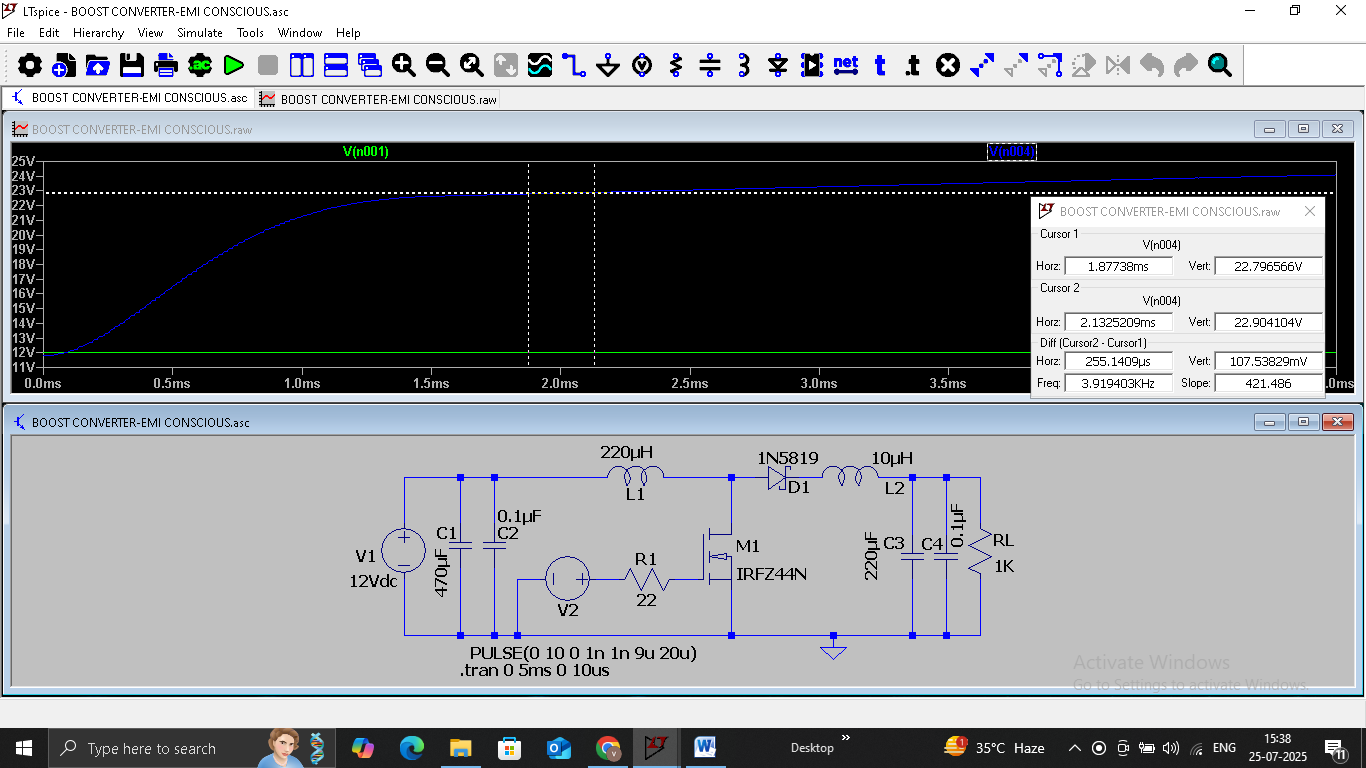 LTspice - BOOST CONVERTER-EMI CONSCIOUS.asc
File Edit Hierarchy View Simulate Tools Window Help
.ac net t .t
BOOST CONVERTER-EMI CONSCIOUS.asc BOOST CONVERTER-EMI CONSCIOUS.raw
BOOST CONVERTER-EMI CONSCIOUS.raw
V(n001) V(n004)
25V
24V
23V
22V
21V
20V
19V
18V
17V
16V
15V
14V
13V
12V
11V
0.0ms 0.5ms 1.0ms 1.5ms 2.0ms 2.5ms 3.0ms 3.5ms .0ms
BOOST CONVERTER-EMI CONSCIOUS.raw
Cursor 1
V(n004)
Horz: 1.87738ms Vert: 22.796566V
Cursor 2
V(n004)
Horz: 2.1325209ms Vert: 22.904104V
Diff (Cursor2 - Cursor1)
Horz: 255.1409µs Vert: 107.53829mV
Freq: 3.919403KHz Slope: 421.486
BOOST CONVERTER-EMI CONSCIOUS.asc
220µH
L1
1N5819
D1
10µH
L2
V1
12Vdc
C1
470µF
0.1µF
C2
V2
R1
22
M1
IRFZ44N
C3
220µF
C4
0.1µF
RL
1K
PULSE(0 10 0 1n 1n 9u 20u)
.tran 0 5ms 0 10us
Activate Windows
Go to Settings to activate Windows.
Type here to search
Desktop
35°C Haze
ENG
15:38
25-07-2025
11